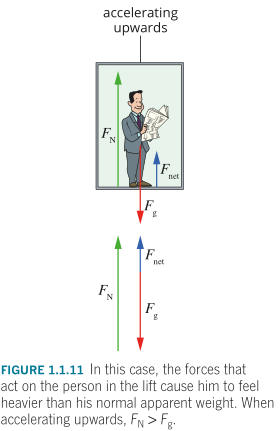 accelerating
upwards
F_N
F_net
F_g
F_net
F_N
F_g
FIGURE 1.1.11 In this case, the forces that
act on the person in the lift cause him to feel
heavier than his normal apparent weight. When
accelerating upwards, F_N > F_g.